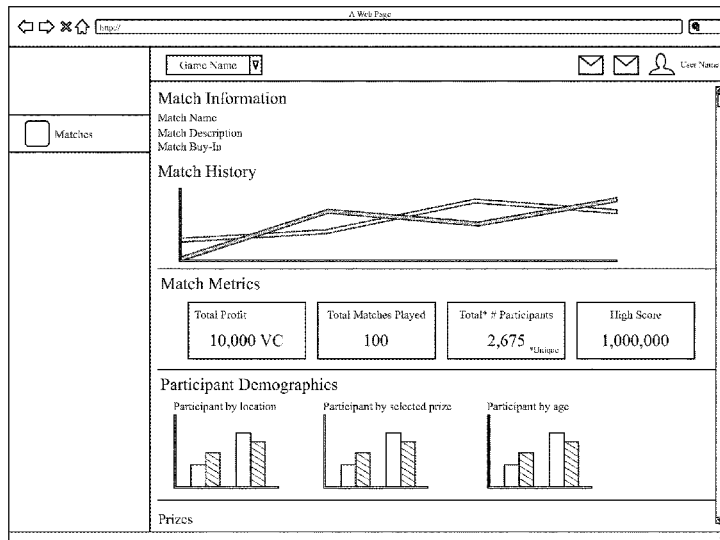 A Web Page
http://
Game Name
User Name
Matches
Match Information
Match Name
Match Description
Match Buy-In
Match History
Match Metrics
Total Profit
10,000 VC
Total Matches Played
100
Total* # Participants
2,675
*Unique
High Score
1,000,000
Participant Demographics
Participant by location
Participant by selected prize
Participant by age
Prizes